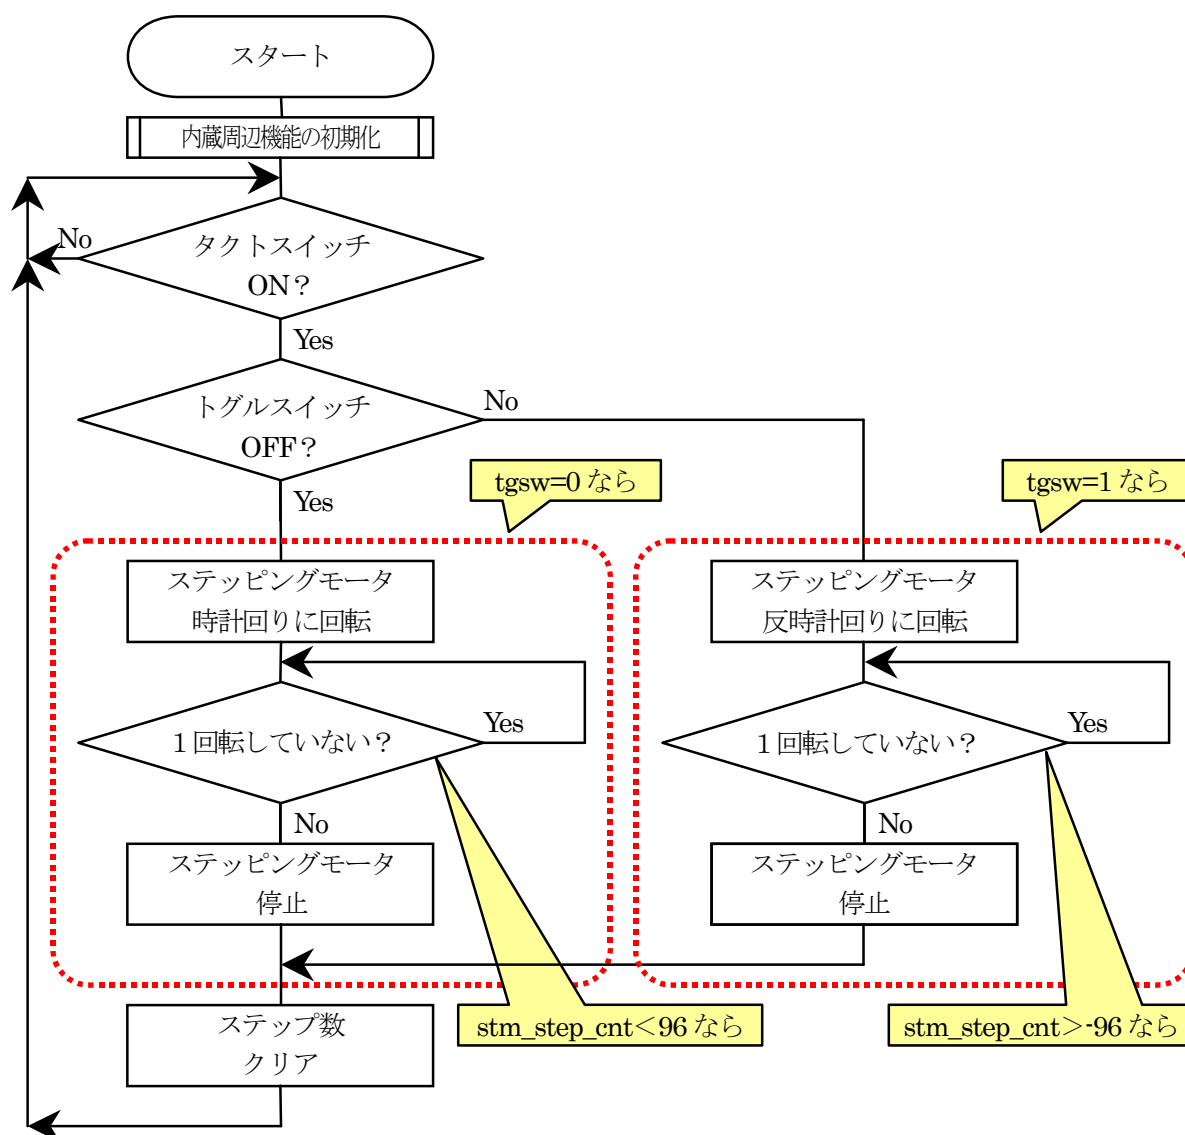 スタート
内蔵周辺機能の初期化
No
タクトスイッチ
ON？
Yes
トグルスイッチ
OFF？
No
Yes
tgsw=0 なら
tgsw=1 なら
ステッピングモータ
時計回りに回転
ステッピングモータ
反時計回りに回転
１回転していない？
Yes
１回転していない？
Yes
No
No
ステッピングモータ
停止
ステッピングモータ
停止
ステップ数
クリア
stm_step_cnt＜96 なら
stm_step_cnt＞-96 なら